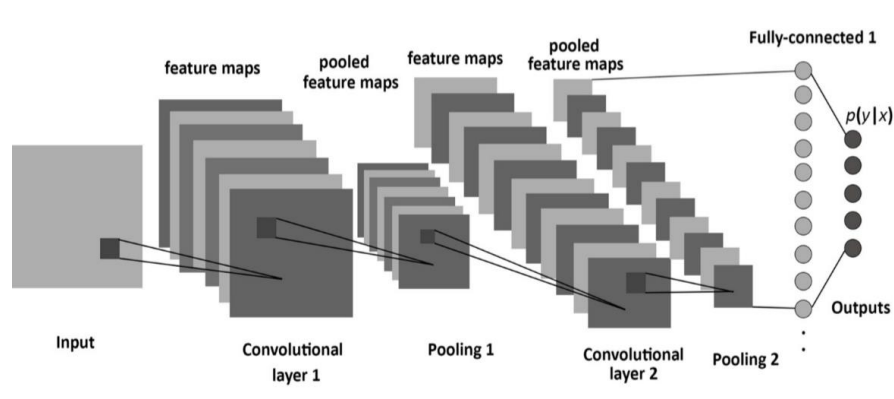 Fully-connected 1
pooled
feature maps
feature maps
pooled
feature maps
feature maps
p(y|x)
Outputs
Input
Convolutional
layer 1
Pooling 1
Convolutional
layer 2
Pooling 2